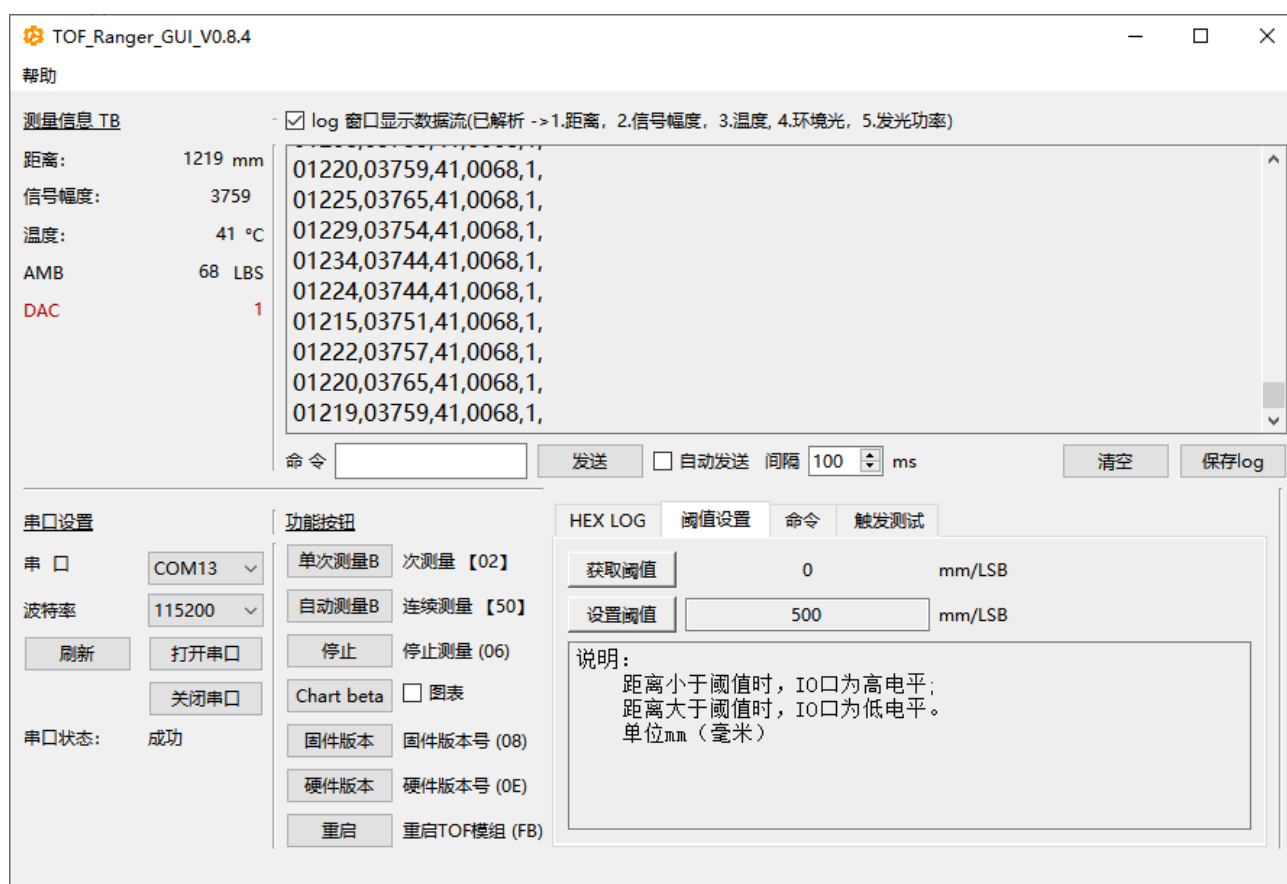 TOF_Ranger_GUI_V0.8.4
帮助
测量信息 TB
log 窗口显示数据流(已解析 ->1.距离，2.信号幅度，3.温度, 4.环境光，5.发光功率)
距离: 1219 mm
信号幅度: 3759
温度: 41 °C
AMB 68 LBS
DAC 1
01220,03759,41,0068,1,
01225,03765,41,0068,1,
01229,03754,41,0068,1,
01234,03744,41,0068,1,
01224,03744,41,0068,1,
01215,03751,41,0068,1,
01222,03757,41,0068,1,
01220,03765,41,0068,1,
01219,03759,41,0068,1,
命 令 发送 自动发送 间隔 100 ms 清空 保存log
串口设置
串 口 COM13
波特率 115200
刷新 打开串口
关闭串口
串口状态: 成功
功能按钮
单次测量B 次测量 【02】
自动测量B 连续测量 【50】
停止 停止测量 (06)
Chart beta 图表
固件版本 固件版本号 (08)
硬件版本 硬件版本号 (0E)
重启 重启TOF模组 (FB)
HEX LOG 阈值设置 命令 触发测试
获取阈值 0 mm/LSB
设置阈值 500 mm/LSB
说明:
距离小于阈值时，IO口为高电平;
距离大于阈值时，IO口为低电平。
单位mm（毫米）